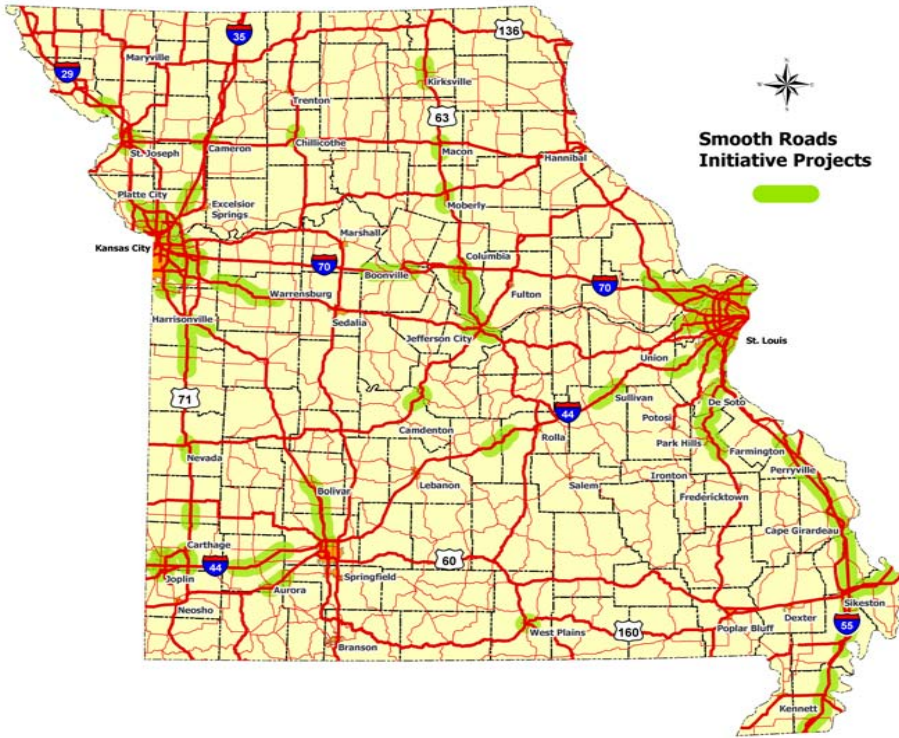 136
35
Maryville
29
Kirksville
Trenton
63
Smooth Roads
Initiative Projects
St. Joseph
Cameron
Chillicothe
Macon
Hannibal
Platte City
Excelsior
Springs
Moberly
Marshall
Kansas City
Columbia
70
Boonville
70
Warrensburg
Fulton
Harrisonville
Sedalia
Jefferson City
St. Louis
Union
71
Sullivan
De Soto
44
Potosi
Camdenton
Rolla
Park Hills
Farmington
Nevada
Perryville
Ironton
Lebanon
Salem
Bolivar
Fredericktown
Cape Girardeau
Carthage
44
60
Joplin
Springfield
Aurora
Sikeston
Neosho
Dexter
West Plains
160
Poplar Bluff
55
Branson
Kennett